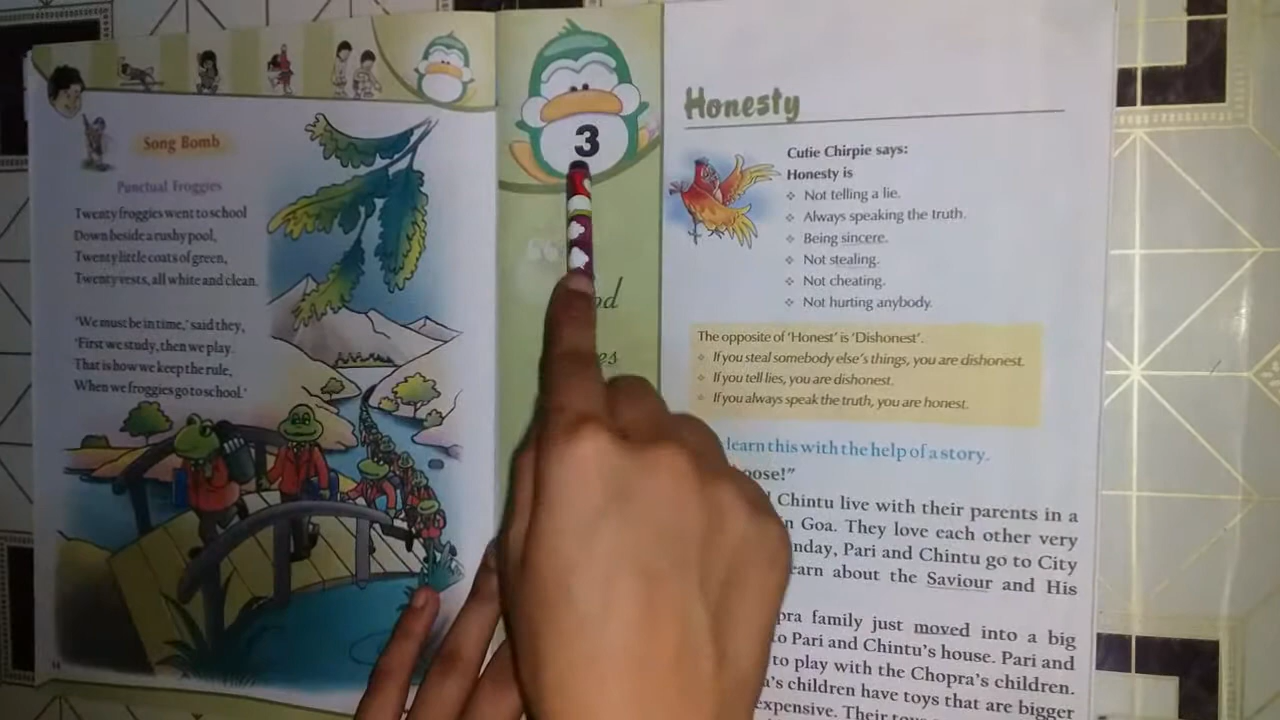 Song Bomb
Punctual Froggies
Twenty froggies went to school
Down beside a rushy pool,
Twenty little coats of green,
Twenty vests, all white and clean.
'We must be in time,' said they,
'First we study, then we play.
That is how we keep the rule,
When we froggies go to school.'
14
3
Honesty
Cutie Chirpie says:
Honesty is
❖ Not telling a lie.
❖ Always speaking the truth.
❖ Being sincere.
❖ Not stealing.
❖ Not cheating.
❖ Not hurting anybody.
The opposite of 'Honest' is 'Dishonest'.
❖ If you steal somebody else's things, you are dishonest.
❖ If you tell lies, you are dishonest.
❖ If you always speak the truth, you are honest.
learn this with the help of a story.
Chintu live with their parents in a
Goa. They love each other very
Pari and Chintu go to City
about the Saviour and His
family just moved into a big
Pari and Chintu's house. Pari and
to play with the Chopra's children.
children have toys that are bigger
expensive. Their